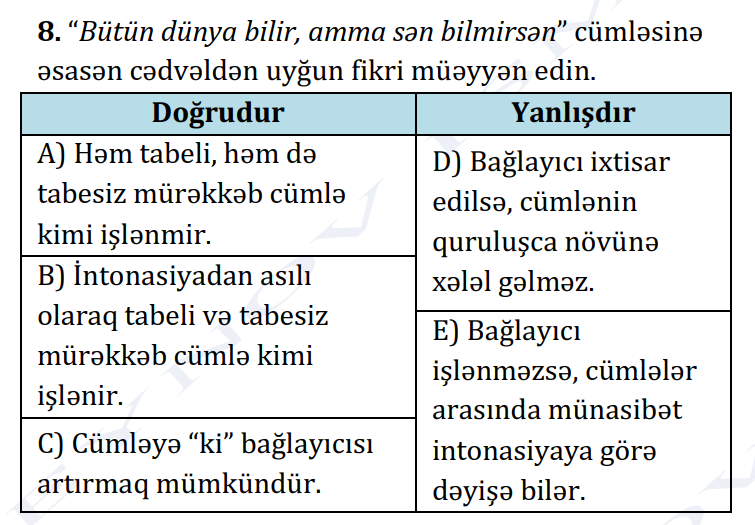 8. “Bütün dünya bilir, amma sən bilmirsən” cümləsinə
əsasən cədvəldən uyğun fikri müəyyən edin.
Doğrudur
A) Həm tabeli, həm də
tabesiz mürəkkəb cümlə
kimi işlənmir.
B) İntonasiyadan asılı
olaraq tabeli və tabesiz
mürəkkəb cümlə kimi
işlənir.
C) Cümləyə “ki” bağlayıcısı
artırmaq mümkündür.
Yanlışdır
D) Bağlayıcı ixtisar
edilsə, cümlənin
quruluşca növünə
xələl gəlməz.
E) Bağlayıcı
işlənməzsə, cümlələr
arasında münasibət
intonasiyaya görə
dəyişə bilər.